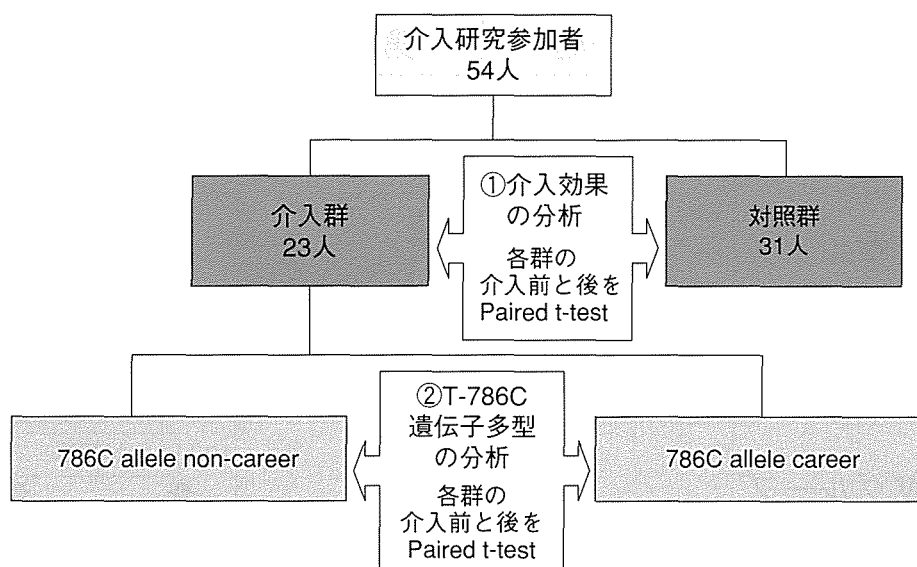 介入研究参加者
54人
介入群
23人
①介入効果
の分析
各群の
介入前と後を
Paired t-test
対照群
31人
786C allele non-career
②T-786C
遺伝子多型
の分析
各群の
介入前と後を
Paired t-test
786C allele career